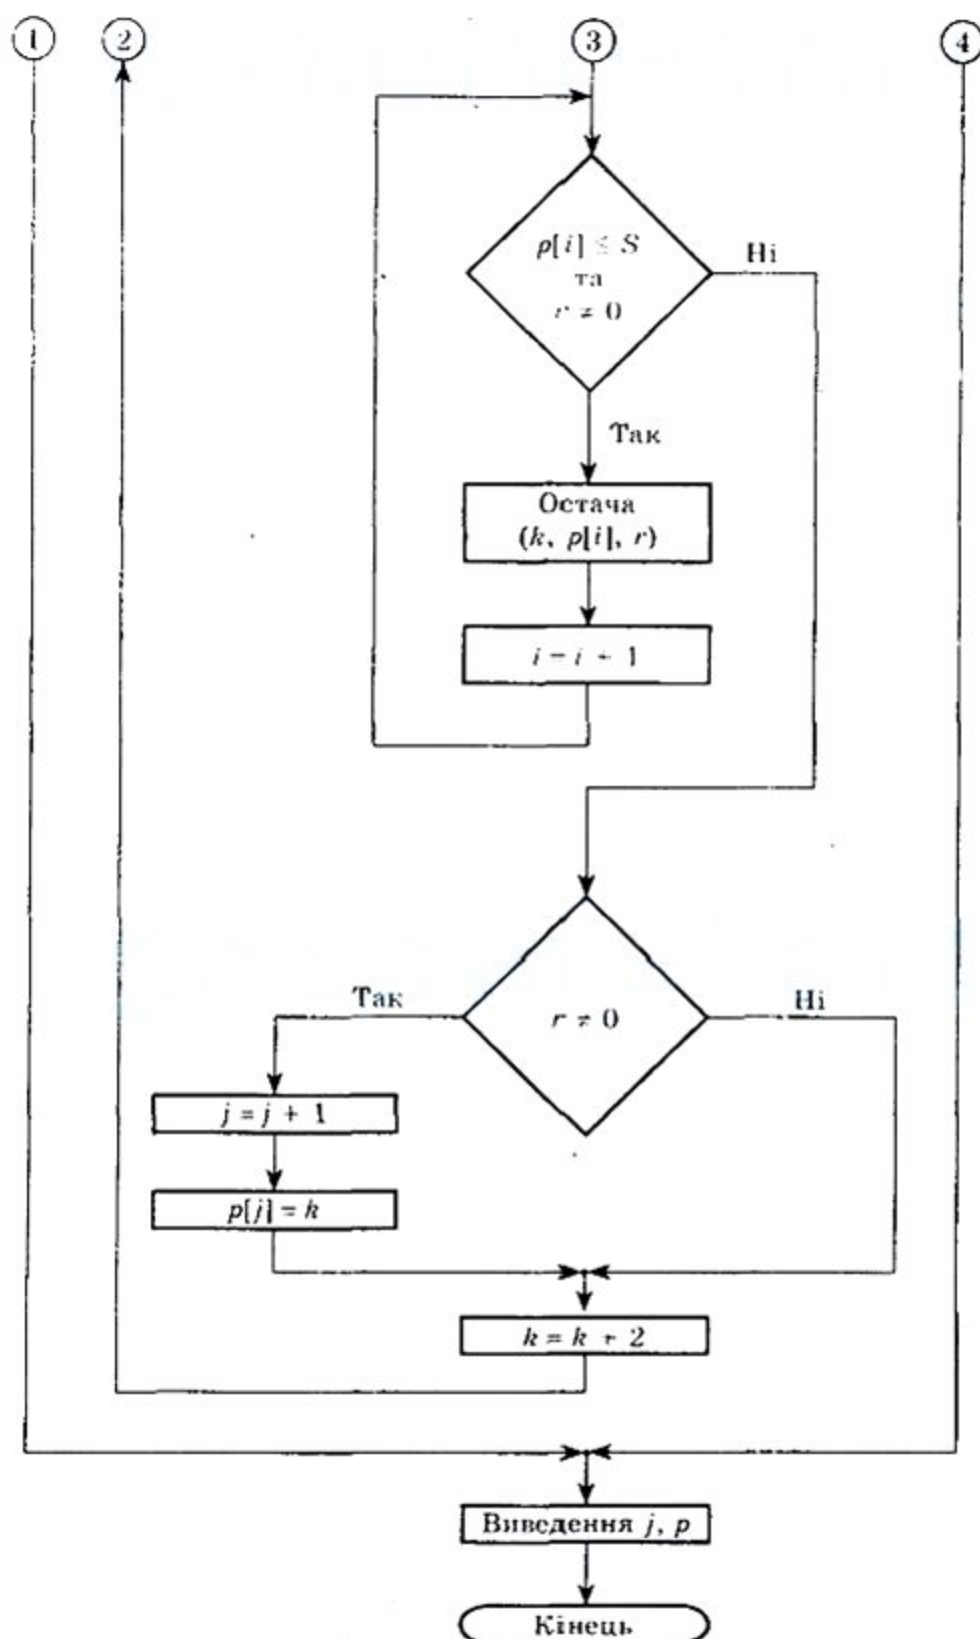 1 2 3 4
p[i] ≤ S
та
r ≠ 0
Ні
Так
Остача
(k, p[i], r)
i = i + 1
r ≠ 0
Так
Ні
j = j + 1
p[j] = k
k = k + 2
Виведення j, p
Кінець